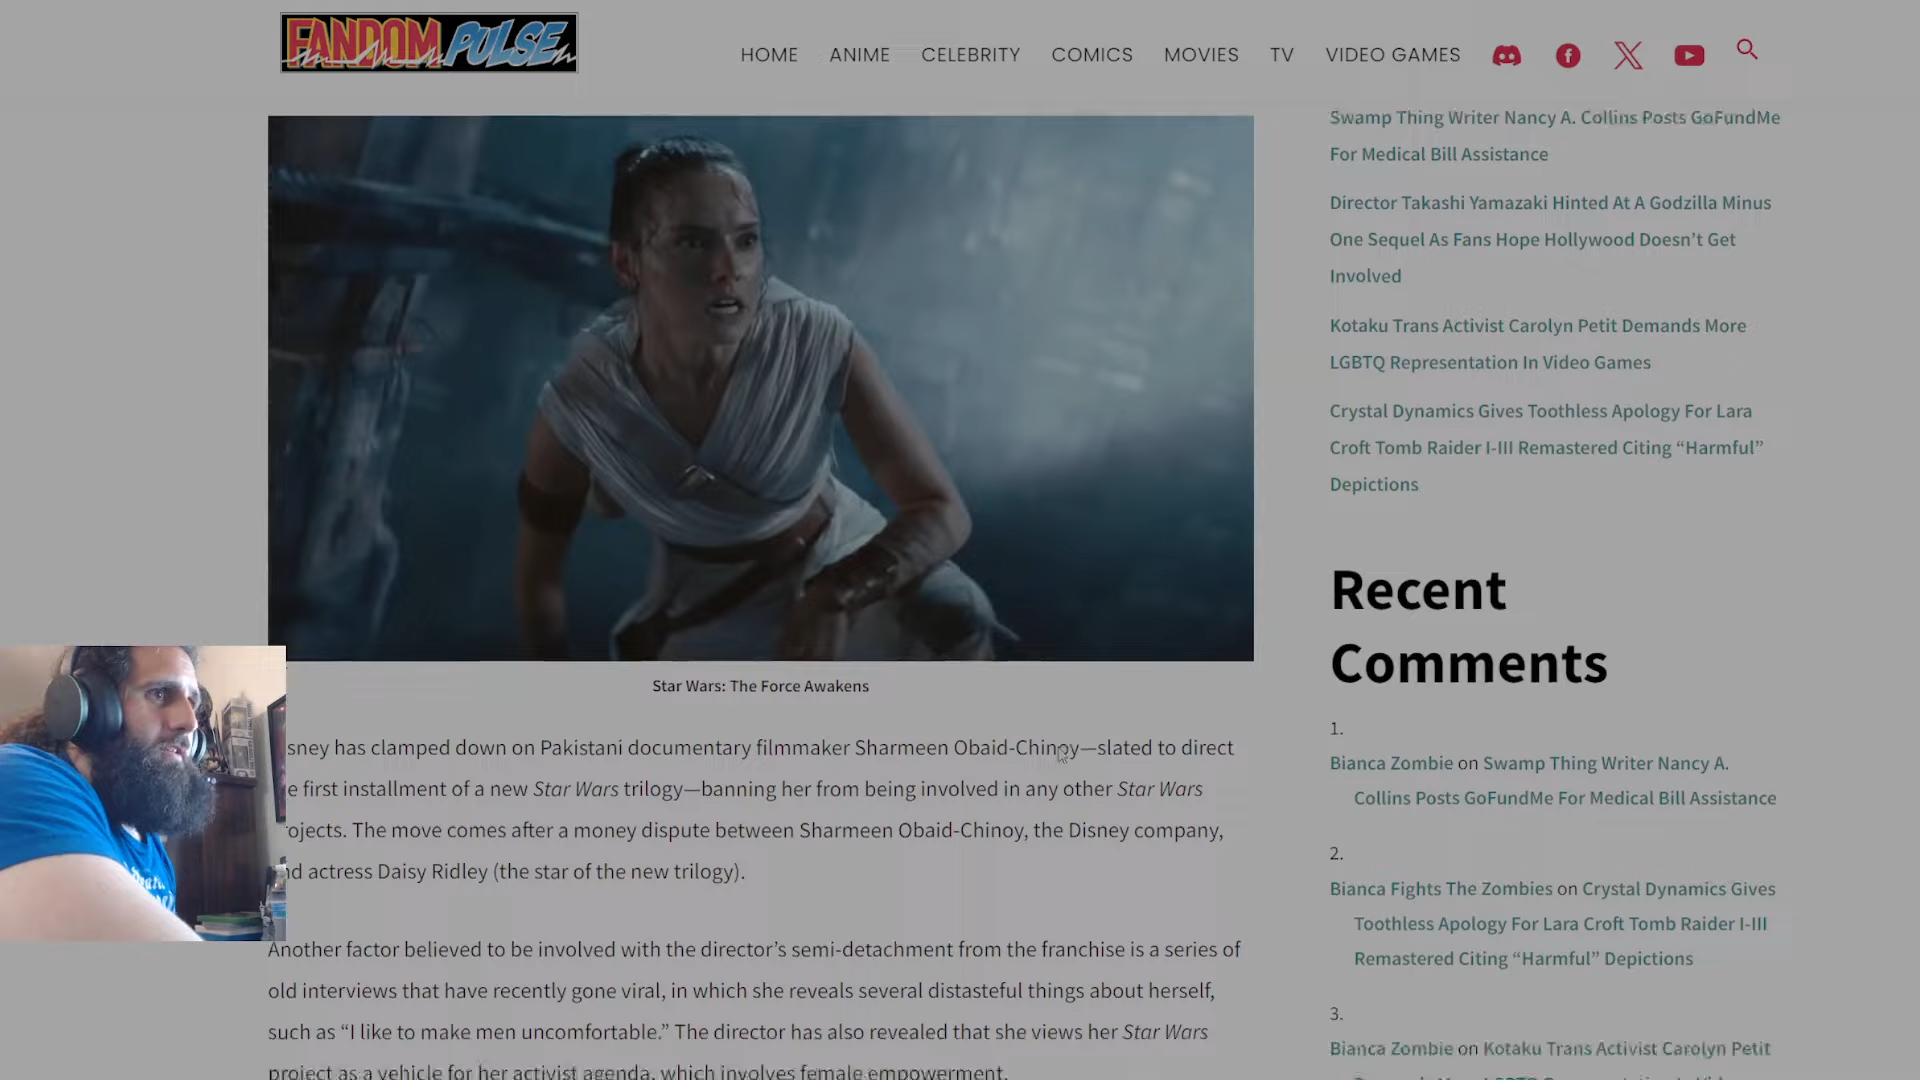 FANDOM PULSE
HOME ANIME CELEBRITY COMICS MOVIES TV VIDEO GAMES
Swamp Thing Writer Nancy A. Collins Posts GoFundMe
For Medical Bill Assistance
Director Takashi Yamazaki Hinted At A Godzilla Minus
One Sequel As Fans Hope Hollywood Doesn’t Get
Involved
Kotaku Trans Activist Carolyn Petit Demands More
LGBTQ Representation In Video Games
Crystal Dynamics Gives Toothless Apology For Lara
Croft Tomb Raider I-III Remastered Citing “Harmful”
Depictions
Star Wars: The Force Awakens
sney has clamped down on Pakistani documentary filmmaker Sharmeen Obaid-Chinoy—slated to direct
e first installment of a new Star Wars trilogy—banning her from being involved in any other Star Wars
ojects. The move comes after a money dispute between Sharmeen Obaid-Chinoy, the Disney company,
nd actress Daisy Ridley (the star of the new trilogy).
Another factor believed to be involved with the director’s semi-detachment from the franchise is a series of
old interviews that have recently gone viral, in which she reveals several distasteful things about herself,
such as “I like to make men uncomfortable.” The director has also revealed that she views her Star Wars
project as a vehicle for her activist agenda, which involves female empowerment.
Recent
Comments
1.
Bianca Zombie on Swamp Thing Writer Nancy A.
Collins Posts GoFundMe For Medical Bill Assistance
2.
Bianca Fights The Zombies on Crystal Dynamics Gives
Toothless Apology For Lara Croft Tomb Raider I-III
Remastered Citing “Harmful” Depictions
3.
Bianca Zombie on Kotaku Trans Activist Carolyn Petit